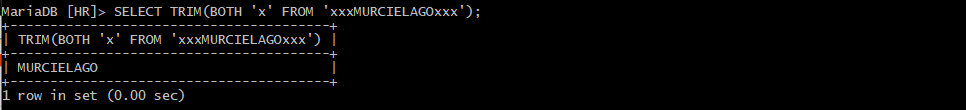 MariaDB [HR]> SELECT TRIM(BOTH 'x' FROM 'xxxMURCIELAGOxxx');
+--------------------------------------+
| TRIM(BOTH 'x' FROM 'xxxMURCIELAGOxxx') |
+--------------------------------------+
| MURCIELAGO                             |
+--------------------------------------+
1 row in set (0.00 sec)